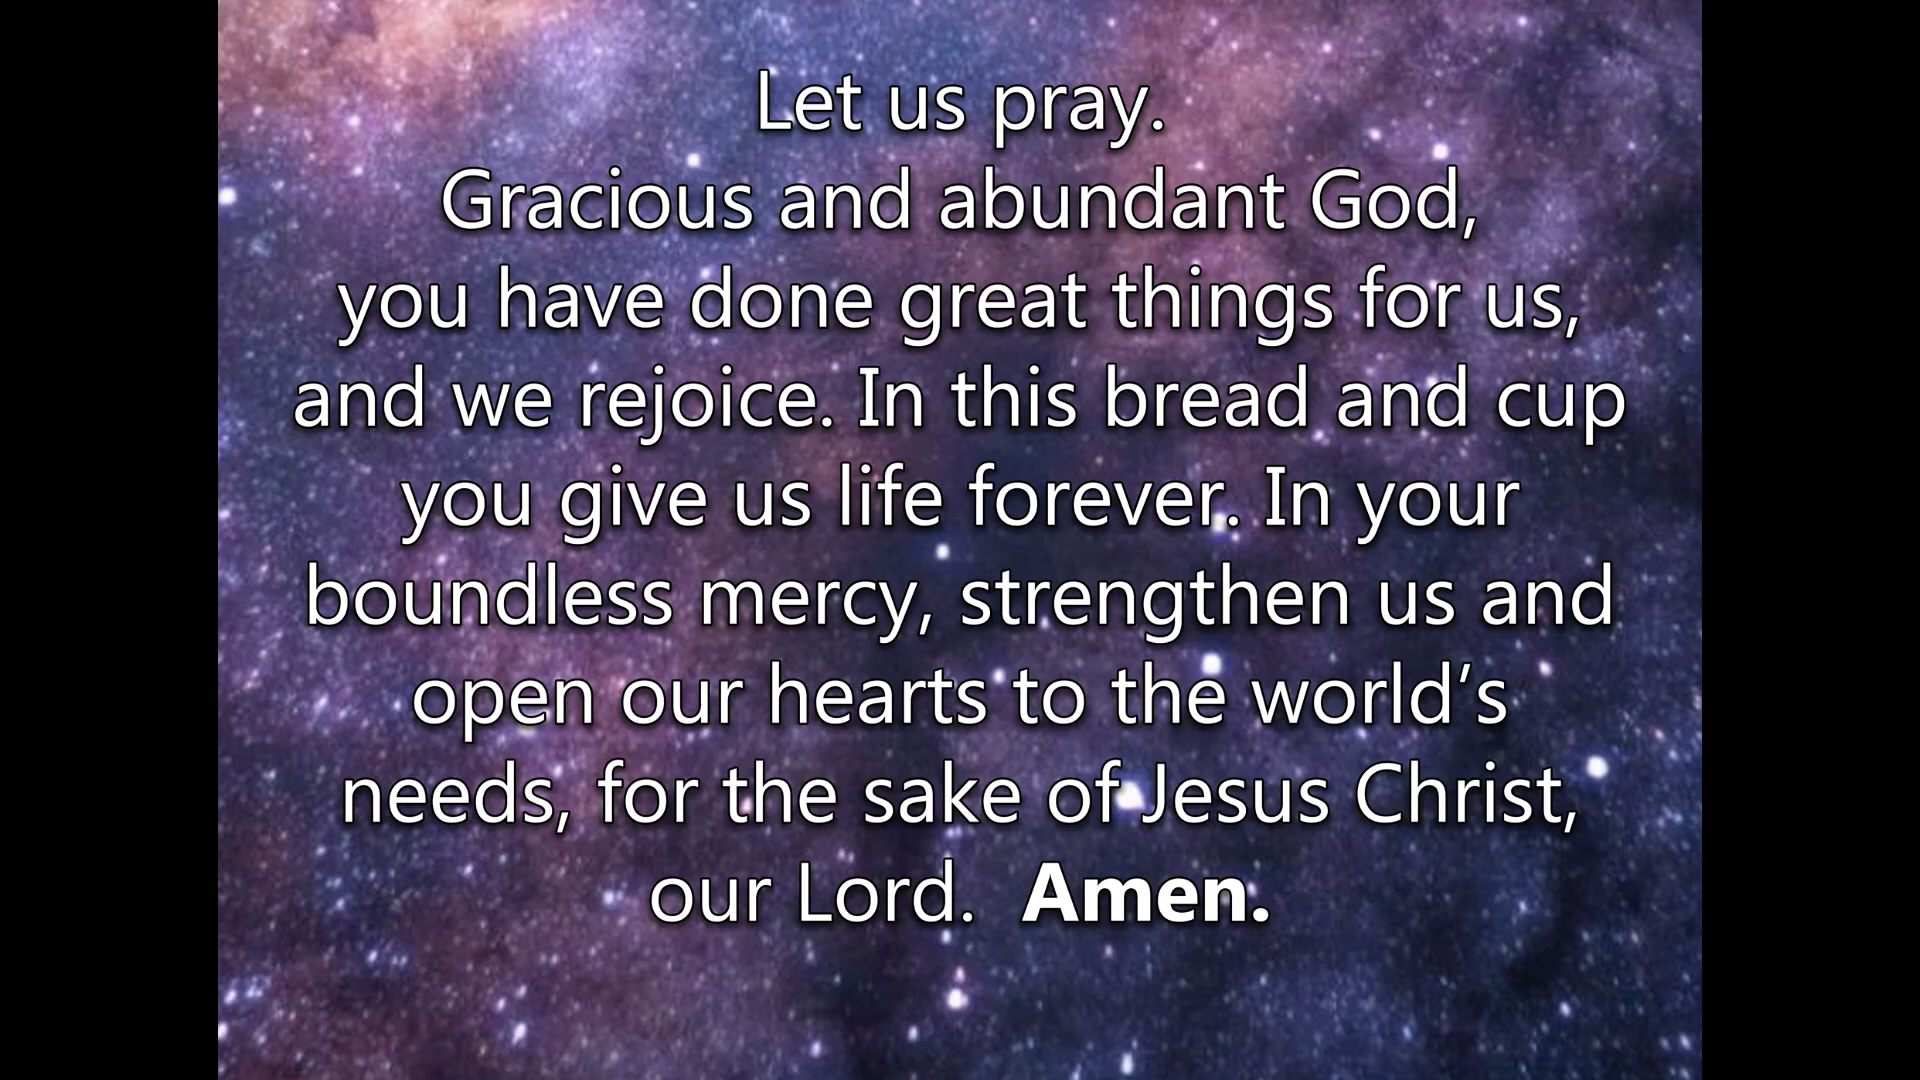 Let us pray.
Gracious and abundant God,
you have done great things for us,
and we rejoice. In this bread and cup
you give us life forever. In your
boundless mercy, strengthen us and
open our hearts to the world’s
needs, for the sake of Jesus Christ,
our Lord.  Amen.